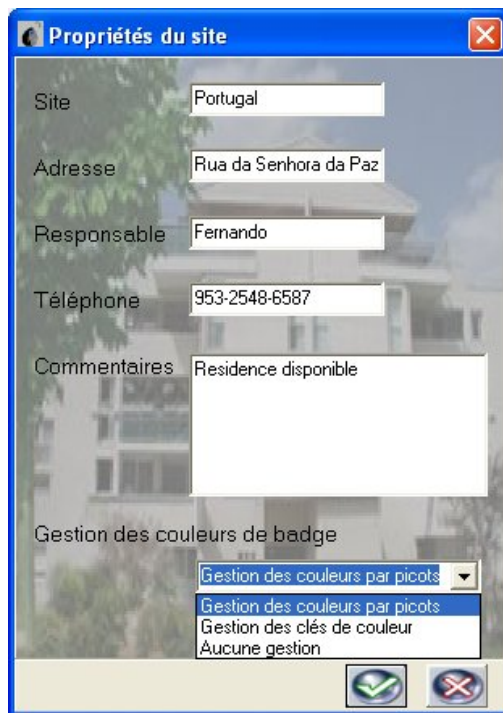 Propriétés du site
Site Portugal
Adresse Rua da Senhora da Paz
Responsable Fernando
Téléphone 953-2548-6587
Commentaires Residence disponible
Gestion des couleurs de badge
Gestion des couleurs par picots
Gestion des couleurs par picots
Gestion des clés de couleur
Aucune gestion